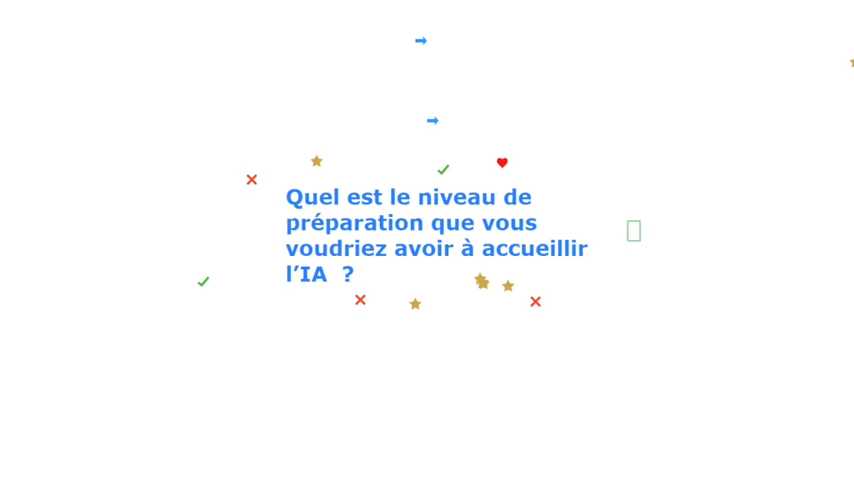 Quel est le niveau de
préparation que vous
voudriez avoir à accueillir
l’IA  ?